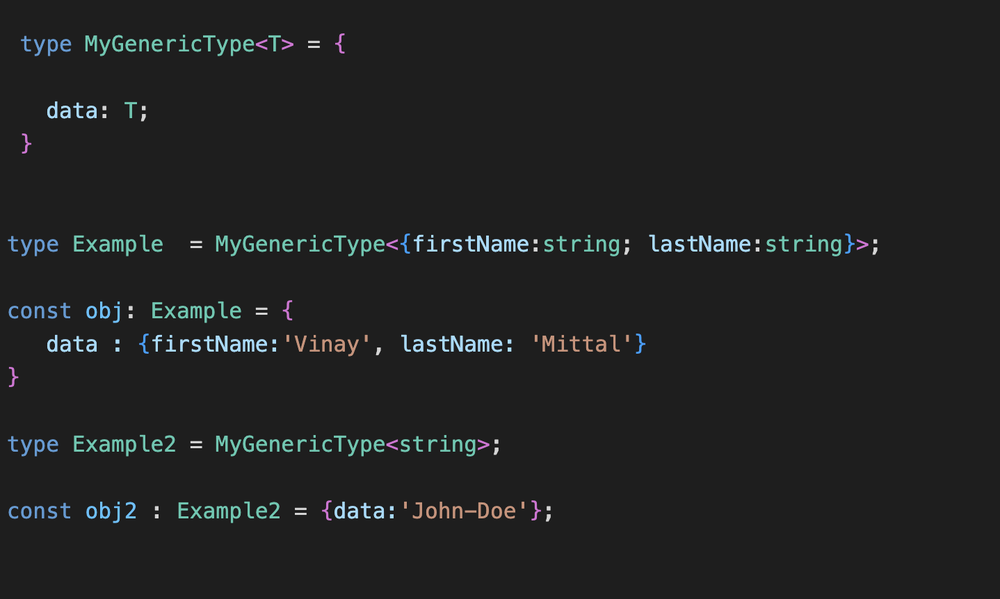 type MyGenericType<T> = {
data: T;
}
type Example  = MyGenericType<{firstName:string; lastName:string}>;
const obj: Example = {
data : {firstName:'Vinay', lastName: 'Mittal'}
}
type Example2 = MyGenericType<string>;
const obj2 : Example2 = {data:'John-Doe'};